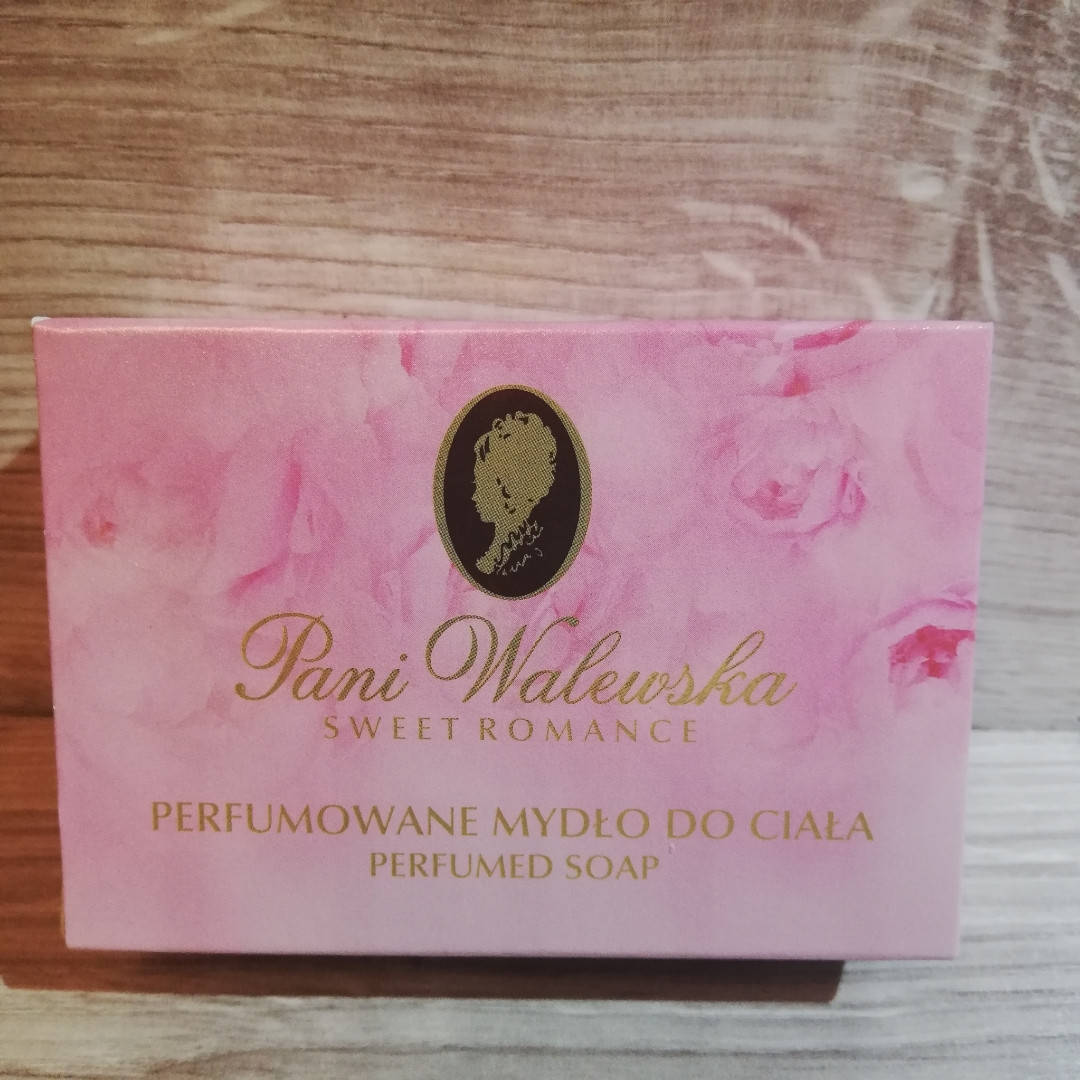 Pani Walewska
SWEET ROMANCE
PERFUMOWANE MYDŁO DO CIAŁA
PERFUMED SOAP